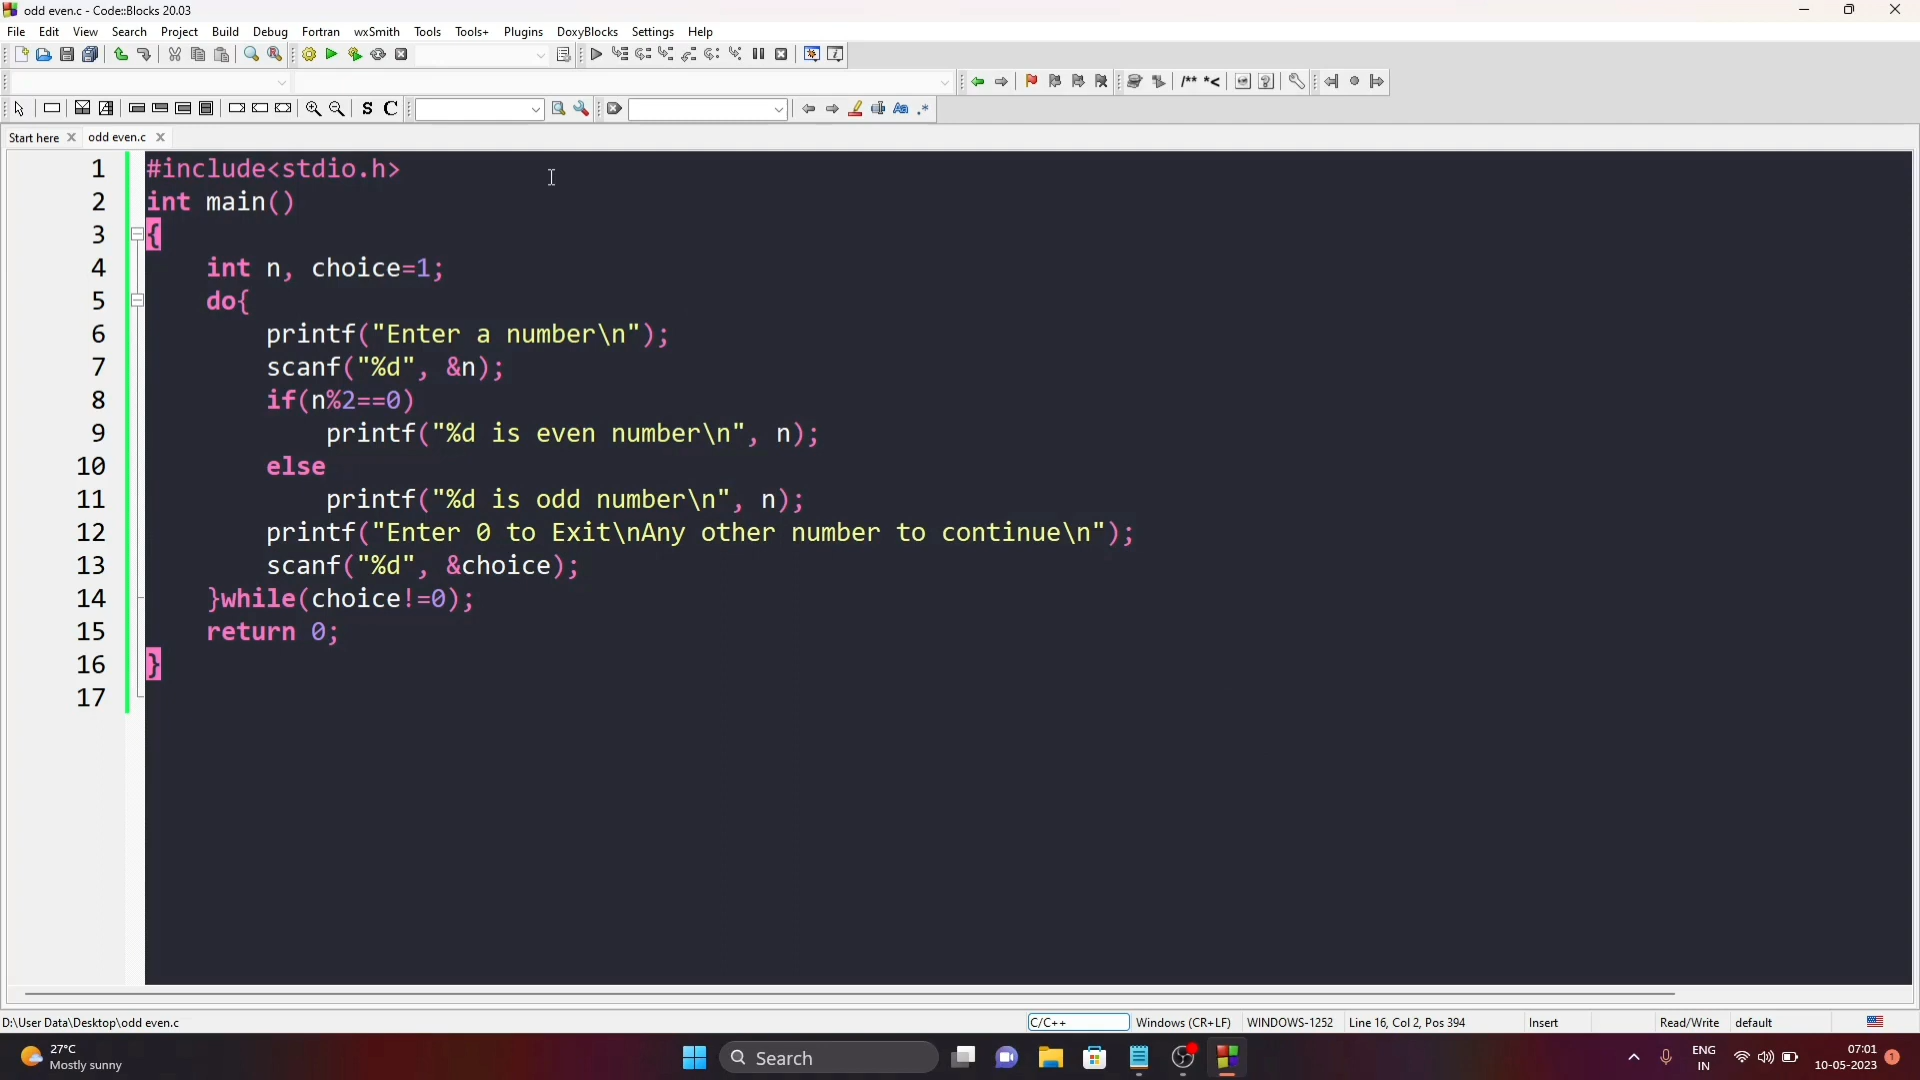 odd even.c - Code::Blocks 20.03
File Edit View Search Project Build Debug Fortran wxSmith Tools Tools+ Plugins DoxyBlocks Settings Help
/** *<
S C Aa .*
Start here odd even.c
1 #include<stdio.h>
2 int main()
3 {
4 int n, choice=1;
5 do{
6 printf("Enter a number\n");
7 scanf("%d", &n);
8 if(n%2==0)
9 printf("%d is even number\n", n);
10 else
11 printf("%d is odd number\n", n);
12 printf("Enter 0 to Exit\nAny other number to continue\n");
13 scanf("%d", &choice);
14 }while(choice!=0);
15 return 0;
16 }
17
D:\User Data\Desktop\odd even.c C/C++ Windows (CR+LF) WINDOWS-1252 Line 16, Col 2, Pos 394 Insert Read/Write default
27°C
Mostly sunny
Search
ENG
IN
07:01
10-05-2023
1